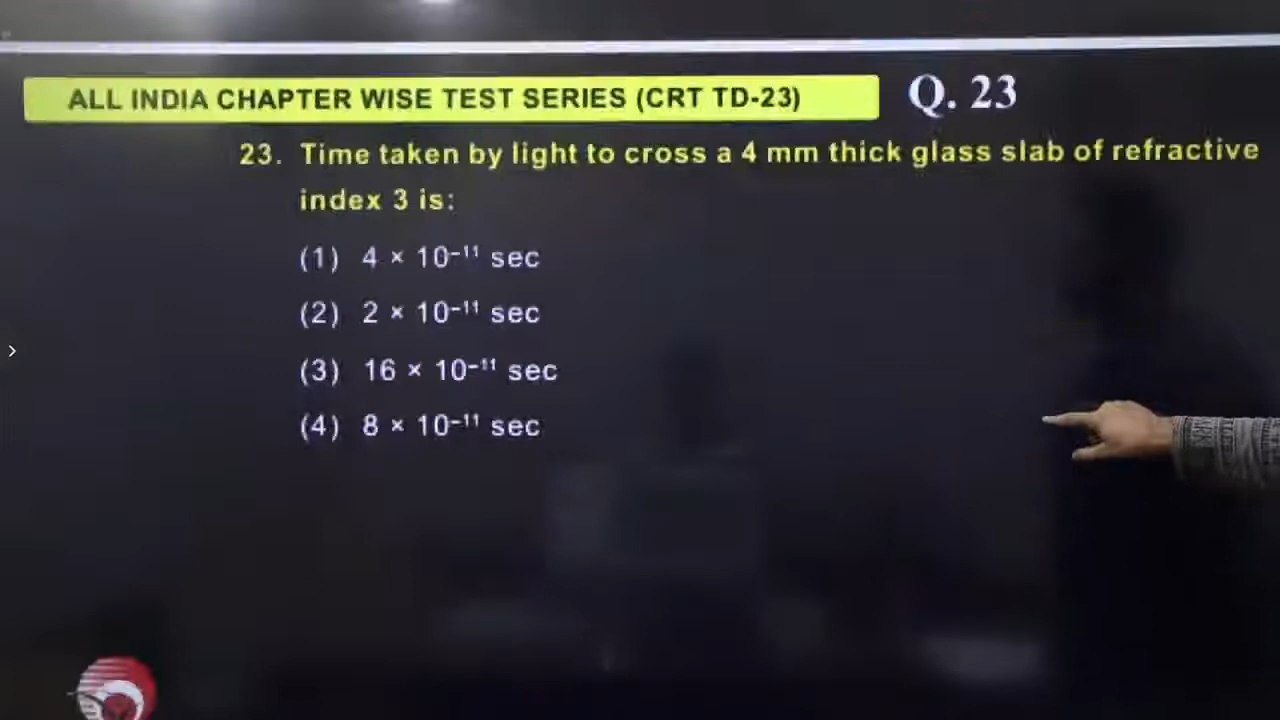 ALL INDIA CHAPTER WISE TEST SERIES (CRT TD-23) Q. 23
23. Time taken by light to cross a 4 mm thick glass slab of refractive
index 3 is:
(1) 4 × 10⁻¹¹ sec
(2) 2 × 10⁻¹¹ sec
(3) 16 × 10⁻¹¹ sec
(4) 8 × 10⁻¹¹ sec